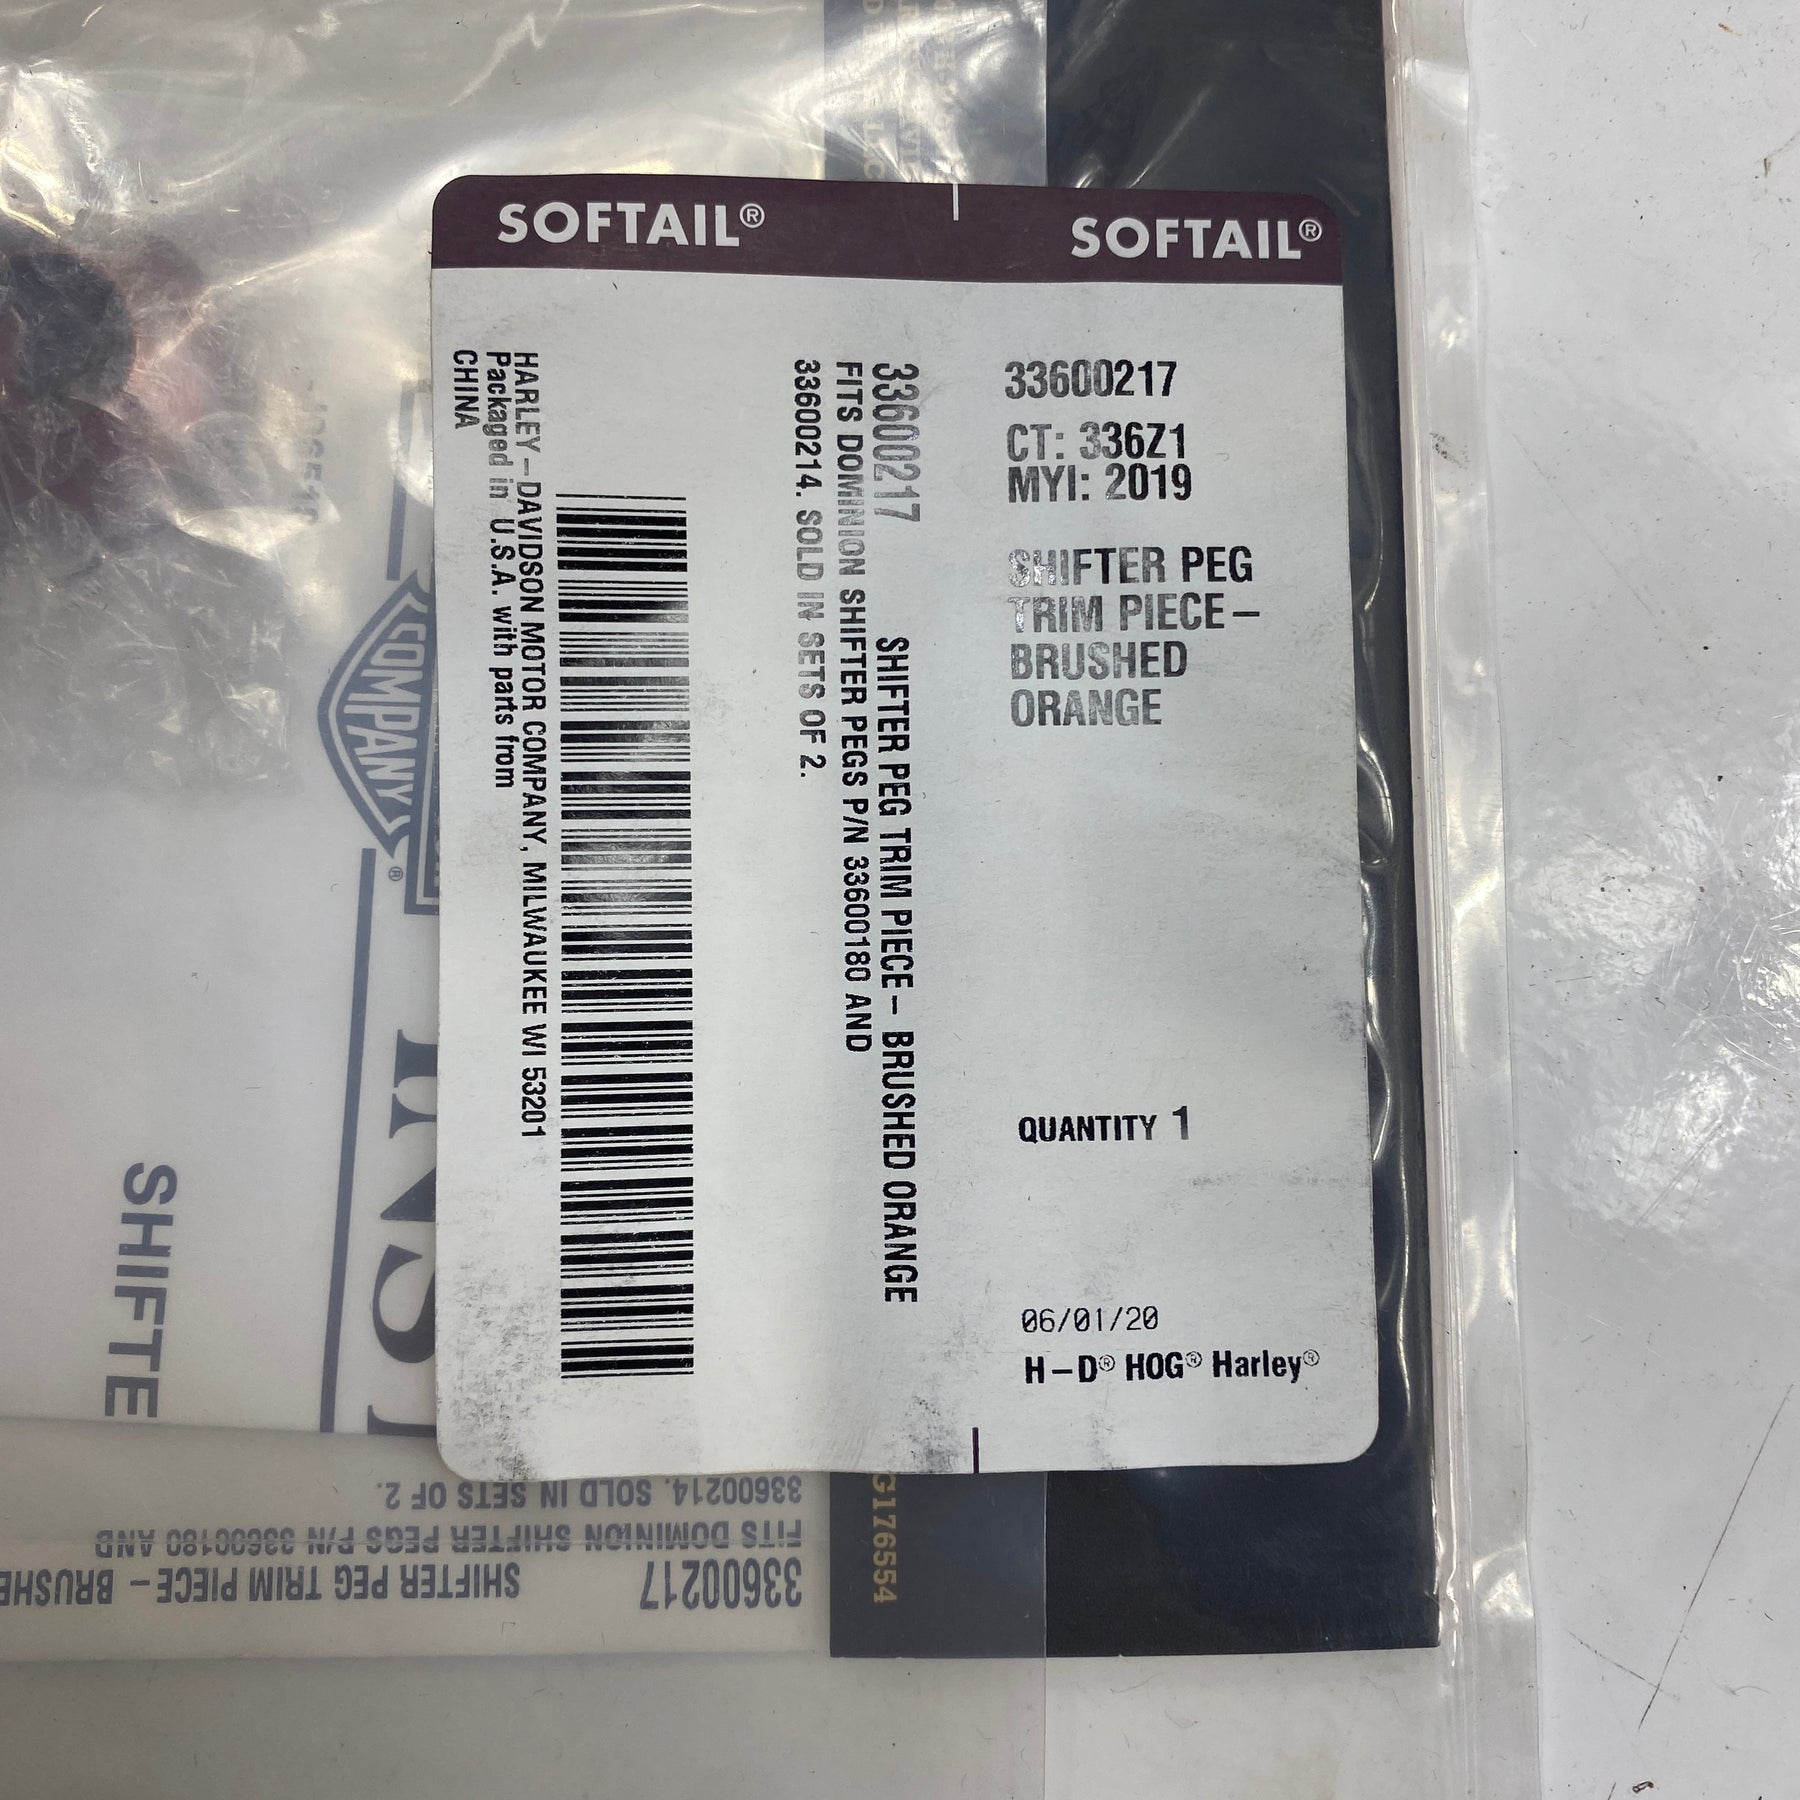 SOFTAIL®
SOFTAIL®
33600217
CT: 336Z1
MYI: 2019
SHIFTER PEG
TRIM PIECE-
BRUSHED
ORANGE
QUANTITY 1
06/01/20
H-D® HOG® Harley®
33600217 SHIFTER PEG TRIM PIECE- BRUSHED ORANGE
FITS DOMINION SHIFTER PEGS P/N 33600180 AND
33600214. SOLD IN SETS OF 2.
HARLEY-DAVIDSON MOTOR COMPANY, MILWAUKEE WI 53201
Packaged in U.S.A. with parts from
CHINA
COMPANY
®
SHIFTE
33600217 SHIFTER PEG TRIM PIECE- BRUSHE
FITS DOMINION SHIFTER PEGS P/N 33600180 AND
33600214. SOLD IN SETS OF 2.
G176554